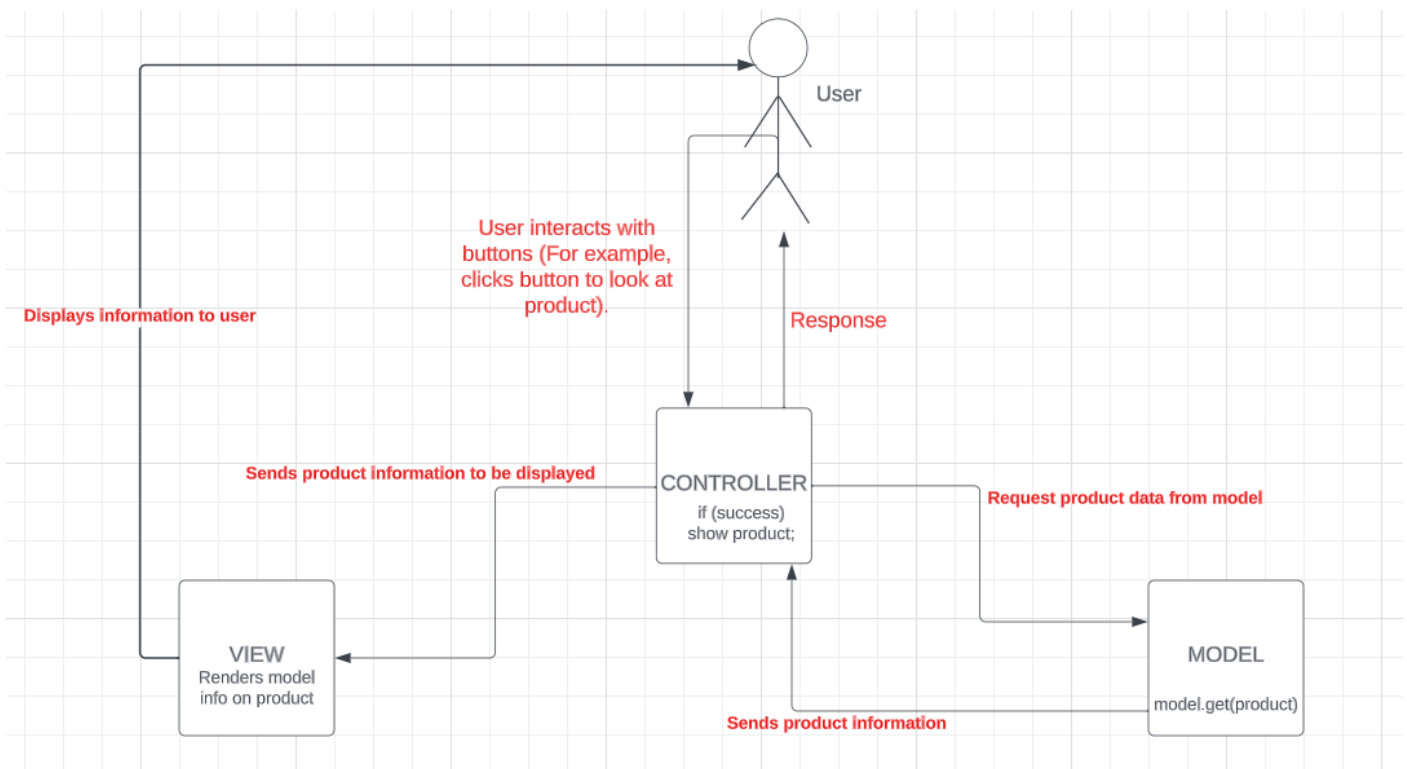 User
User interacts with
buttons (For example,
clicks button to look at
product).
Displays information to user
Response
Sends product information to be displayed
CONTROLLER
if (success)
show product;
Request product data from model
VIEW
Renders model
info on product
MODEL
model.get(product)
Sends product information